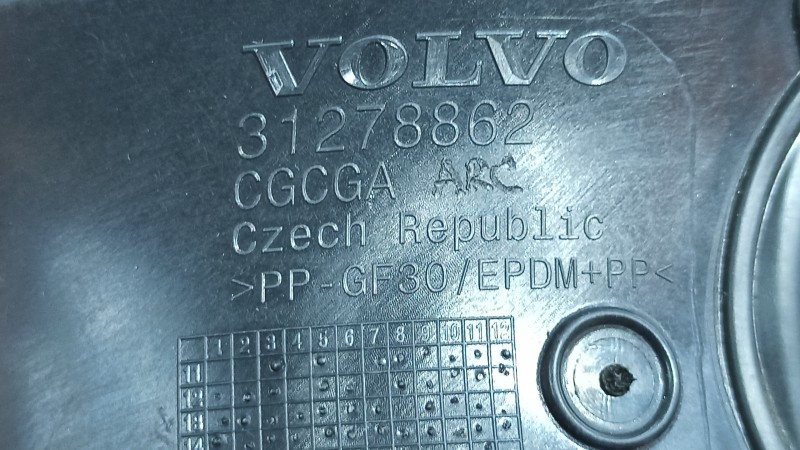 VOLVO
31278862
CGCGA ARC
Czech Republic
>PP-GF30/EPDM+PP<
1 2 3 4 5 6 7 8 9 10 11 12
11
12
13
14